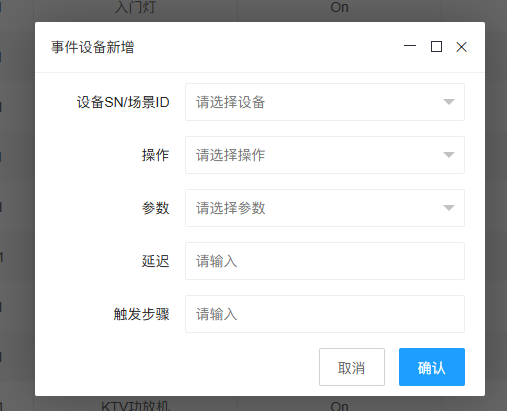 入门灯 On
事件设备新增
设备SN/场景ID 请选择设备
操作 请选择操作
参数 请选择参数
延迟 请输入
触发步骤 请输入
取消 确认
KTV功放机 On